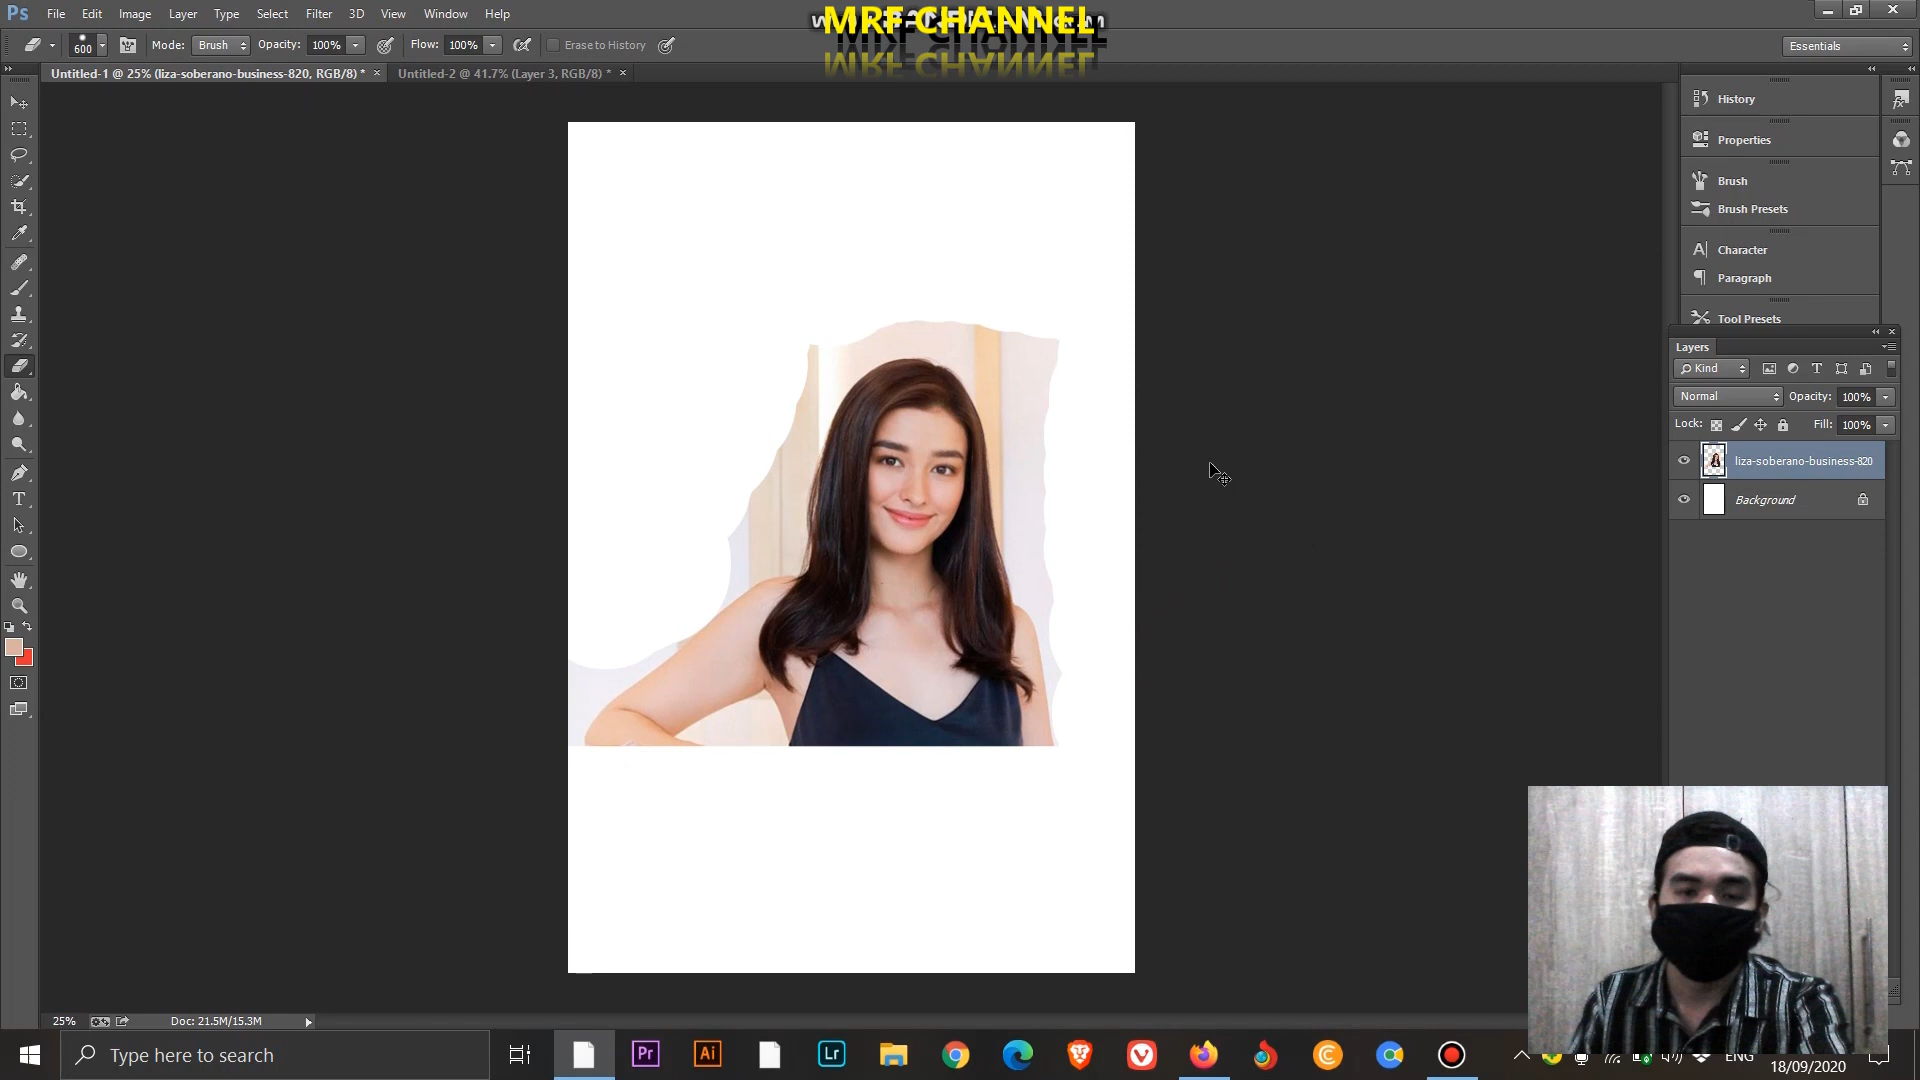 Ps File Edit Image Layer Type Select Filter 3D View Window Help
MRF CHANNEL
600 Mode: Brush Opacity: 100% Flow: 100% Erase to History Essentials
Untitled-1 @ 25% (liza-soberano-business-820, RGB/8) * × Untitled-2 @ 41.7% (Layer 3, RGB/8) * ×
History
Properties
Brush
Brush Presets
Character
Paragraph
Tool Presets
Layers
Kind
Normal Opacity: 100%
Lock: Fill: 100%
liza-soberano-business-820
Background
25% Doc: 21.5M/15.3M
Type here to search
Pr Ai Lr
ENG
18/09/2020